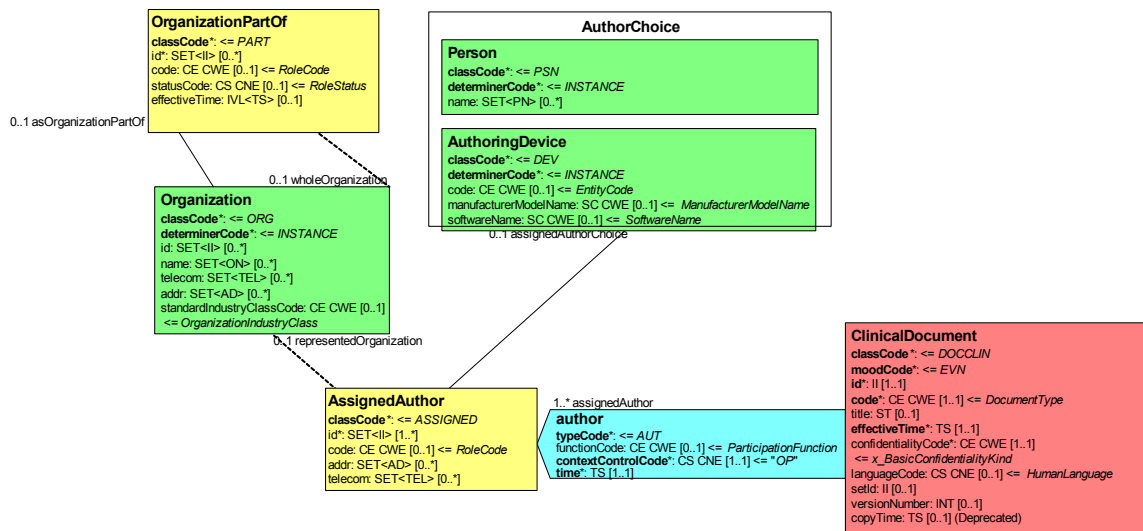 OrganizationPartOf
classCode*: <= PART
id*: SET<II> [0..*]
code: CE CWE [0..1] <= RoleCode
statusCode: CS CNE [0..1] <= RoleStatus
effectiveTime: IVL<TS> [0..1]
0..1 asOrganizationPartOf
0..1 wholeOrganization
Organization
classCode*: <= ORG
determinerCode*: <= INSTANCE
id: SET<II> [0..*]
name: SET<ON> [0..*]
telecom: SET<TEL> [0..*]
addr: SET<AD> [0..*]
standardIndustryClassCode: CE CWE [0..1]
<= OrganizationIndustryClass
0..1 representedOrganization
AuthorChoice
Person
classCode*: <= PSN
determinerCode*: <= INSTANCE
name: SET<PN> [0..*]
AuthoringDevice
classCode*: <= DEV
determinerCode*: <= INSTANCE
code: CE CWE [0..1] <= EntityCode
manufacturerModelName: SC CWE [0..1] <= ManufacturerModelName
softwareName: SC CWE [0..1] <= SoftwareName
0..1 assignedAuthorChoice
AssignedAuthor
classCode*: <= ASSIGNED
id*: SET<II> [1..*]
code: CE CWE [0..1] <= RoleCode
addr: SET<AD> [0..*]
telecom: SET<TEL> [0..*]
1..* assignedAuthor
author
typeCode*: <= AUT
functionCode: CE CWE [0..1] <= ParticipationFunction
contextControlCode*: CS CNE [1..1] <= "OP"
time*: TS [1..1]
ClinicalDocument
classCode*: <= DOCCLIN
moodCode*: <= EVN
id*: II [1..1]
code*: CE CWE [1..1] <= DocumentType
title: ST [0..1]
effectiveTime*: TS [1..1]
confidentialityCode*: CE CWE [1..1]
<= x_BasicConfidentialityKind
languageCode: CS CNE [0..1] <= HumanLanguage
setId: II [0..1]
versionNumber: INT [0..1]
copyTime: TS [0..1] (Deprecated)